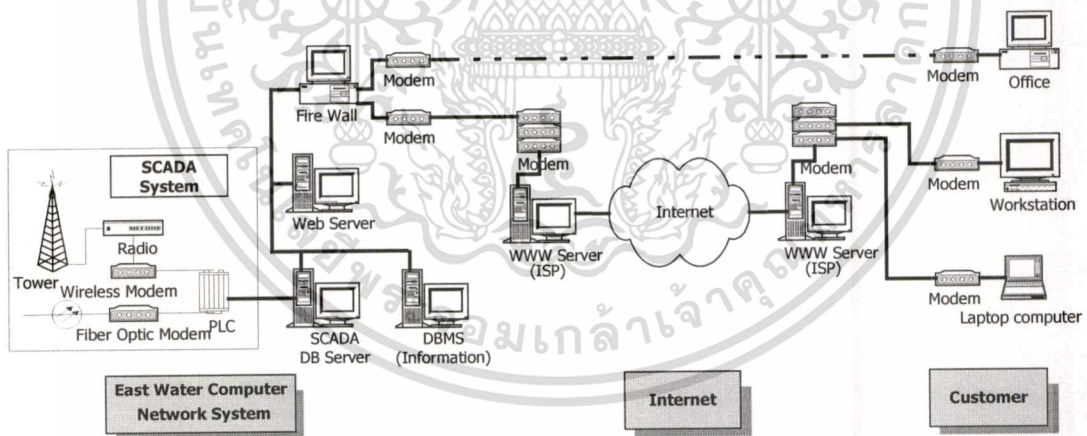 Modem
Modem
Office
Fire Wall
Modem
Modem
Modem
Modem
Workstation
SCADA
System
Web Server
Internet
WWW Server
(ISP)
WWW Server
(ISP)
Radio
Tower
Wireless Modem
Fiber Optic Modem
PLC
SCADA
DB Server
DBMS
(Information)
Modem
Laptop computer
East Water Computer
Network System
Internet
Customer